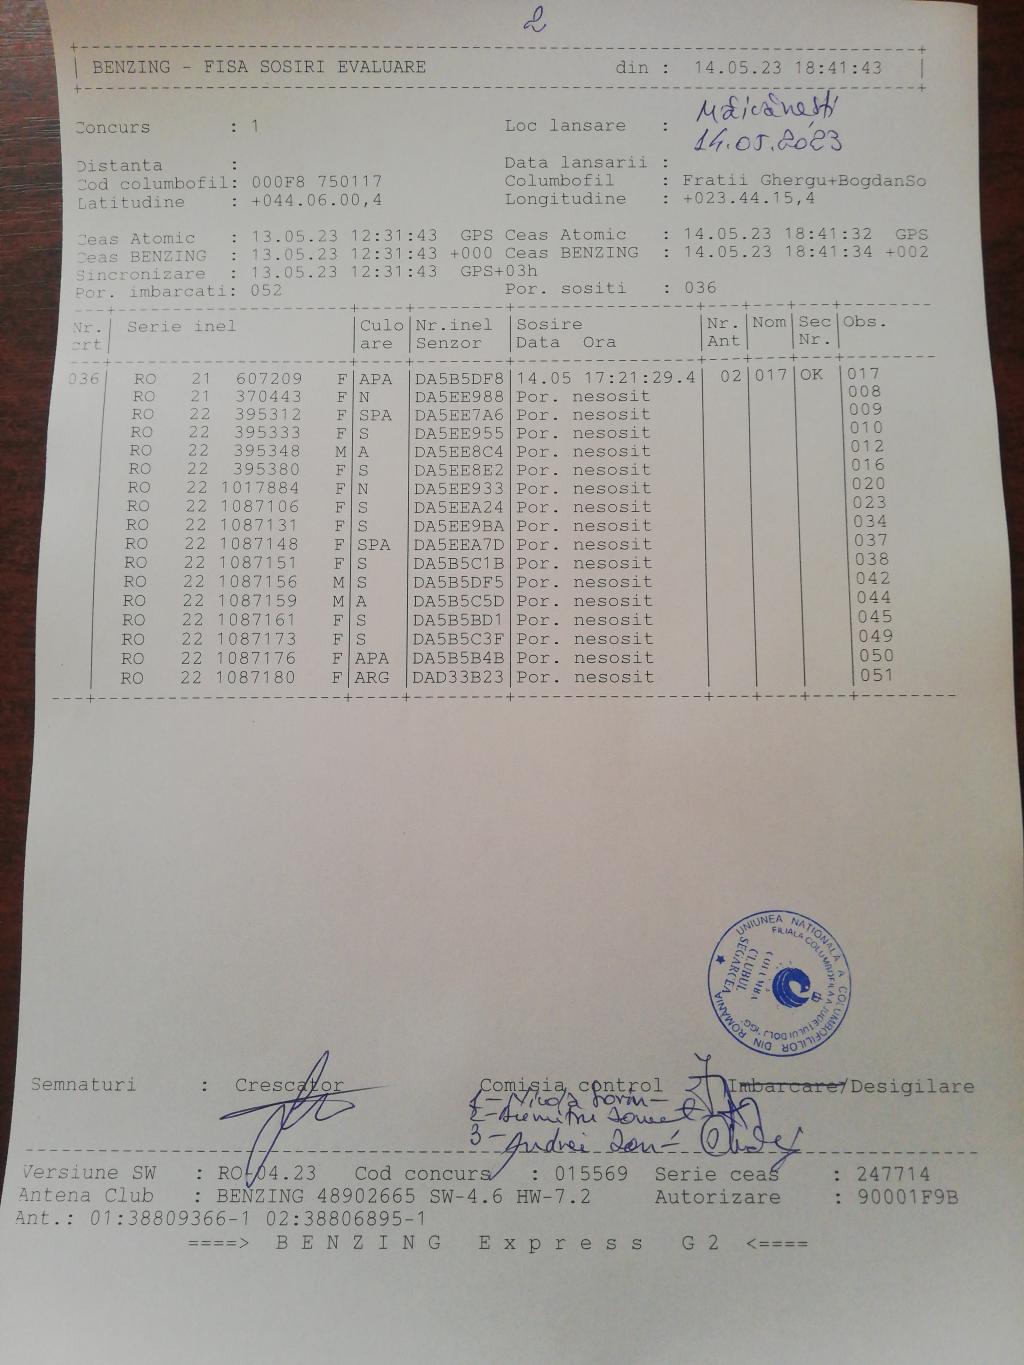 2
BENZING - FISA SOSIRI EVALUARE din : 14.05.23 18:41:43
Concurs : 1 Loc lansare : Măicănești
14.05.2023
Distanta : Data lansarii :
Cod columbofil: 000F8 750117 Columbofil : Fratii Ghergu+BogdanSo
Latitudine : +044.06.00,4 Longitudine : +023.44.15,4
Ceas Atomic : 13.05.23 12:31:43 GPS Ceas Atomic : 14.05.23 18:41:32 GPS
Ceas BENZING : 13.05.23 12:31:43 +000 Ceas BENZING : 14.05.23 18:41:34 +002
Sincronizare : 13.05.23 12:31:43 GPS+03h
Por. imbarcati: 052 Por. sositi : 036
Nr. Serie inel Culo Nr.inel Sosire Nr. Nom Sec Obs.
crt are Senzor Data Ora Ant Nr.
036 RO 21 607209 F APA DA5B5DF8 14.05 17:21:29.4 02 017 OK 017
RO 21 370443 F N DA5EE988 Por. nesosit 008
RO 22 395312 F SPA DA5EE7A6 Por. nesosit 009
RO 22 395333 F S DA5EE955 Por. nesosit 010
RO 22 395348 M A DA5EE8C4 Por. nesosit 012
RO 22 395380 F S DA5EE8E2 Por. nesosit 016
RO 22 1017884 F N DA5EE933 Por. nesosit 020
RO 22 1087106 F S DA5EEA24 Por. nesosit 023
RO 22 1087131 F S DA5EE9BA Por. nesosit 034
RO 22 1087148 F SPA DA5EEA7D Por. nesosit 037
RO 22 1087151 F S DA5B5C1B Por. nesosit 038
RO 22 1087156 M S DA5B5DF5 Por. nesosit 042
RO 22 1087159 M A DA5B5C5D Por. nesosit 044
RO 22 1087161 F S DA5B5BD1 Por. nesosit 045
RO 22 1087173 F S DA5B5C3F Por. nesosit 049
RO 22 1087176 F APA DA5B5B4B Por. nesosit 050
RO 22 1087180 F ARG DAD33B23 Por. nesosit 051
UNIUNEA NATIONALA A COLUMBOFILILOR DIN ROMANIA
FILIALA COLUMBOFILA A JUDETULUI DOLJ
CLUBUL
SEGARCEA
Semnaturi : Crescator Comisia control Imbarcare/Desigilare
1-
2-
3-Andrei
Versiune SW : RO-04.23 Cod concurs : 015569 Serie ceas : 247714
Antena Club : BENZING 48902665 SW-4.6 HW-7.2 Autorizare : 90001F9B
Ant.: 01:38809366-1 02:38806895-1
====> B E N Z I N G E x p r e s s G 2 <====